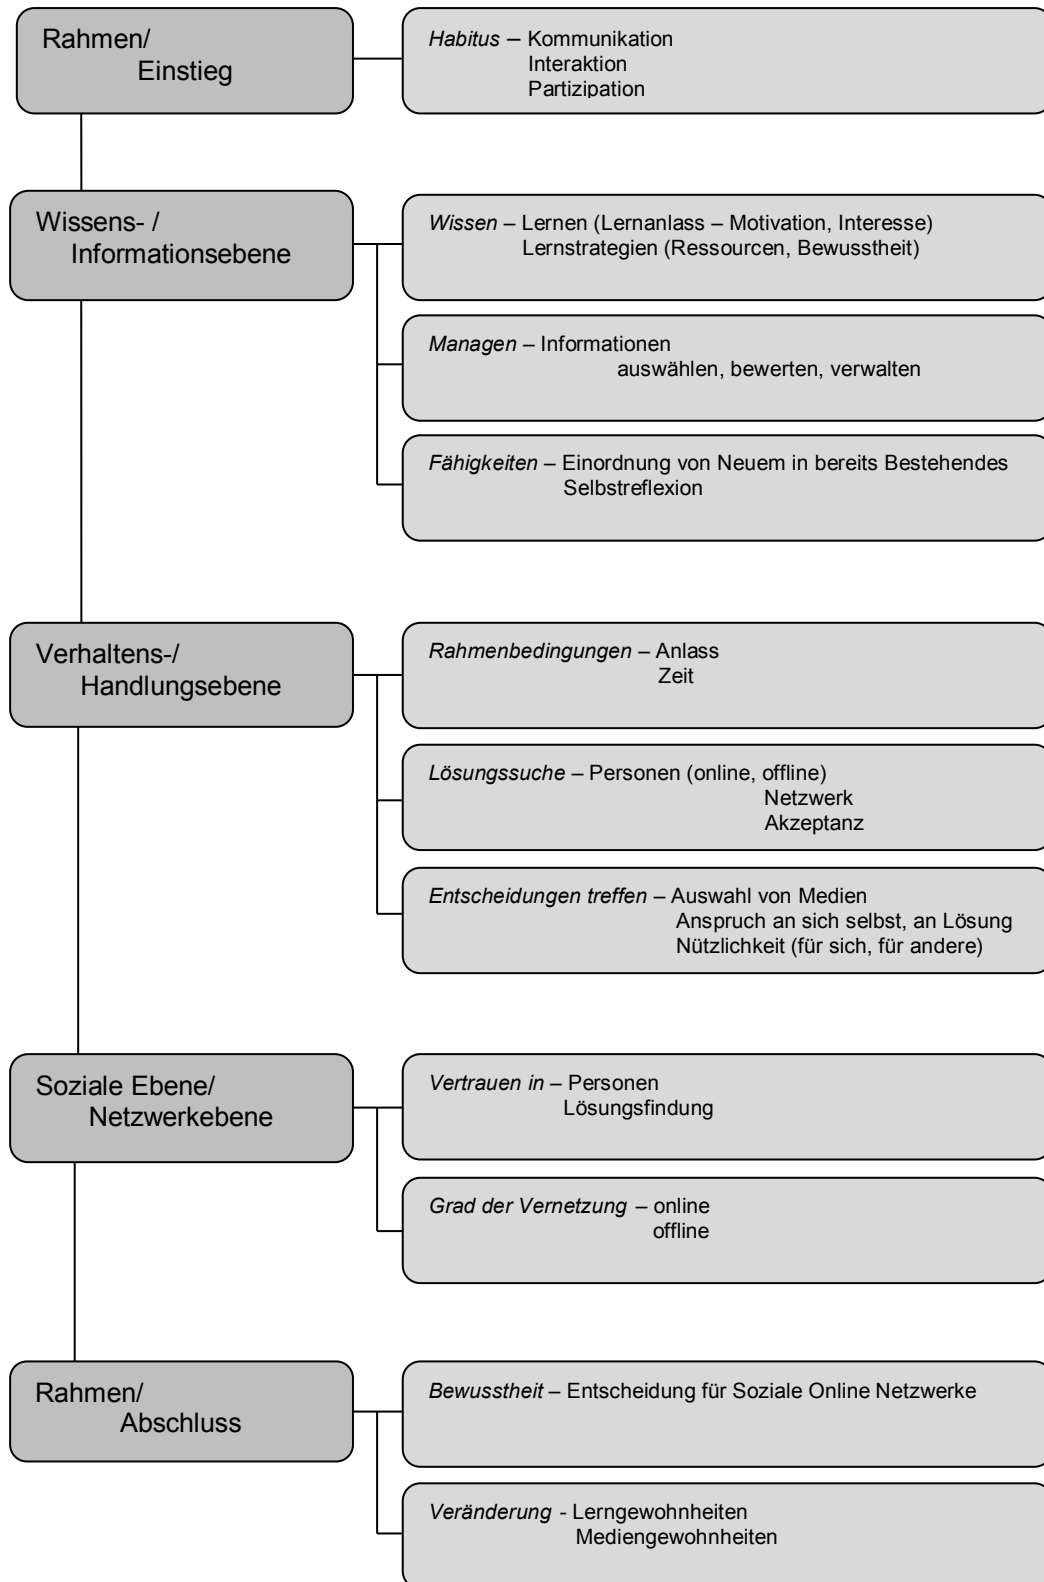 Rahmen/
Einstieg
Habitus – Kommunikation
Interaktion
Partizipation
Wissens- /
Informationsebene
Wissen – Lernen (Lernanlass – Motivation, Interesse)
Lernstrategien (Ressourcen, Bewusstheit)
Managen – Informationen
auswählen, bewerten, verwalten
Fähigkeiten – Einordnung von Neuem in bereits Bestehendes
Selbstreflexion
Verhaltens-/
Handlungsebene
Rahmenbedingungen – Anlass
Zeit
Lösungssuche – Personen (online, offline)
Netzwerk
Akzeptanz
Entscheidungen treffen – Auswahl von Medien
Anspruch an sich selbst, an Lösung
Nützlichkeit (für sich, für andere)
Soziale Ebene/
Netzwerkebene
Vertrauen in – Personen
Lösungsfindung
Grad der Vernetzung – online
offline
Rahmen/
Abschluss
Bewusstheit – Entscheidung für Soziale Online Netzwerke
Veränderung - Lerngewohnheiten
Mediengewohnheiten